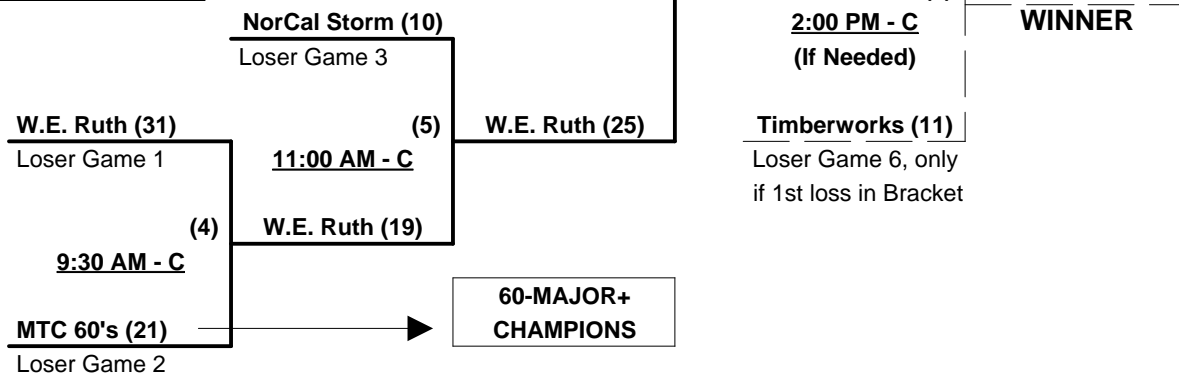 NorCal Storm (10)
Loser Game 3
2:00 PM - C
(If Needed)
WINNER
W.E. Ruth (31)
Loser Game 1
(5)
11:00 AM - C
W.E. Ruth (25)
Timberworks (11)
Loser Game 6, only
if 1st loss in Bracket
(4)
9:30 AM - C
W.E. Ruth (19)
MTC 60's (21)
Loser Game 2
60-MAJOR+
CHAMPIONS